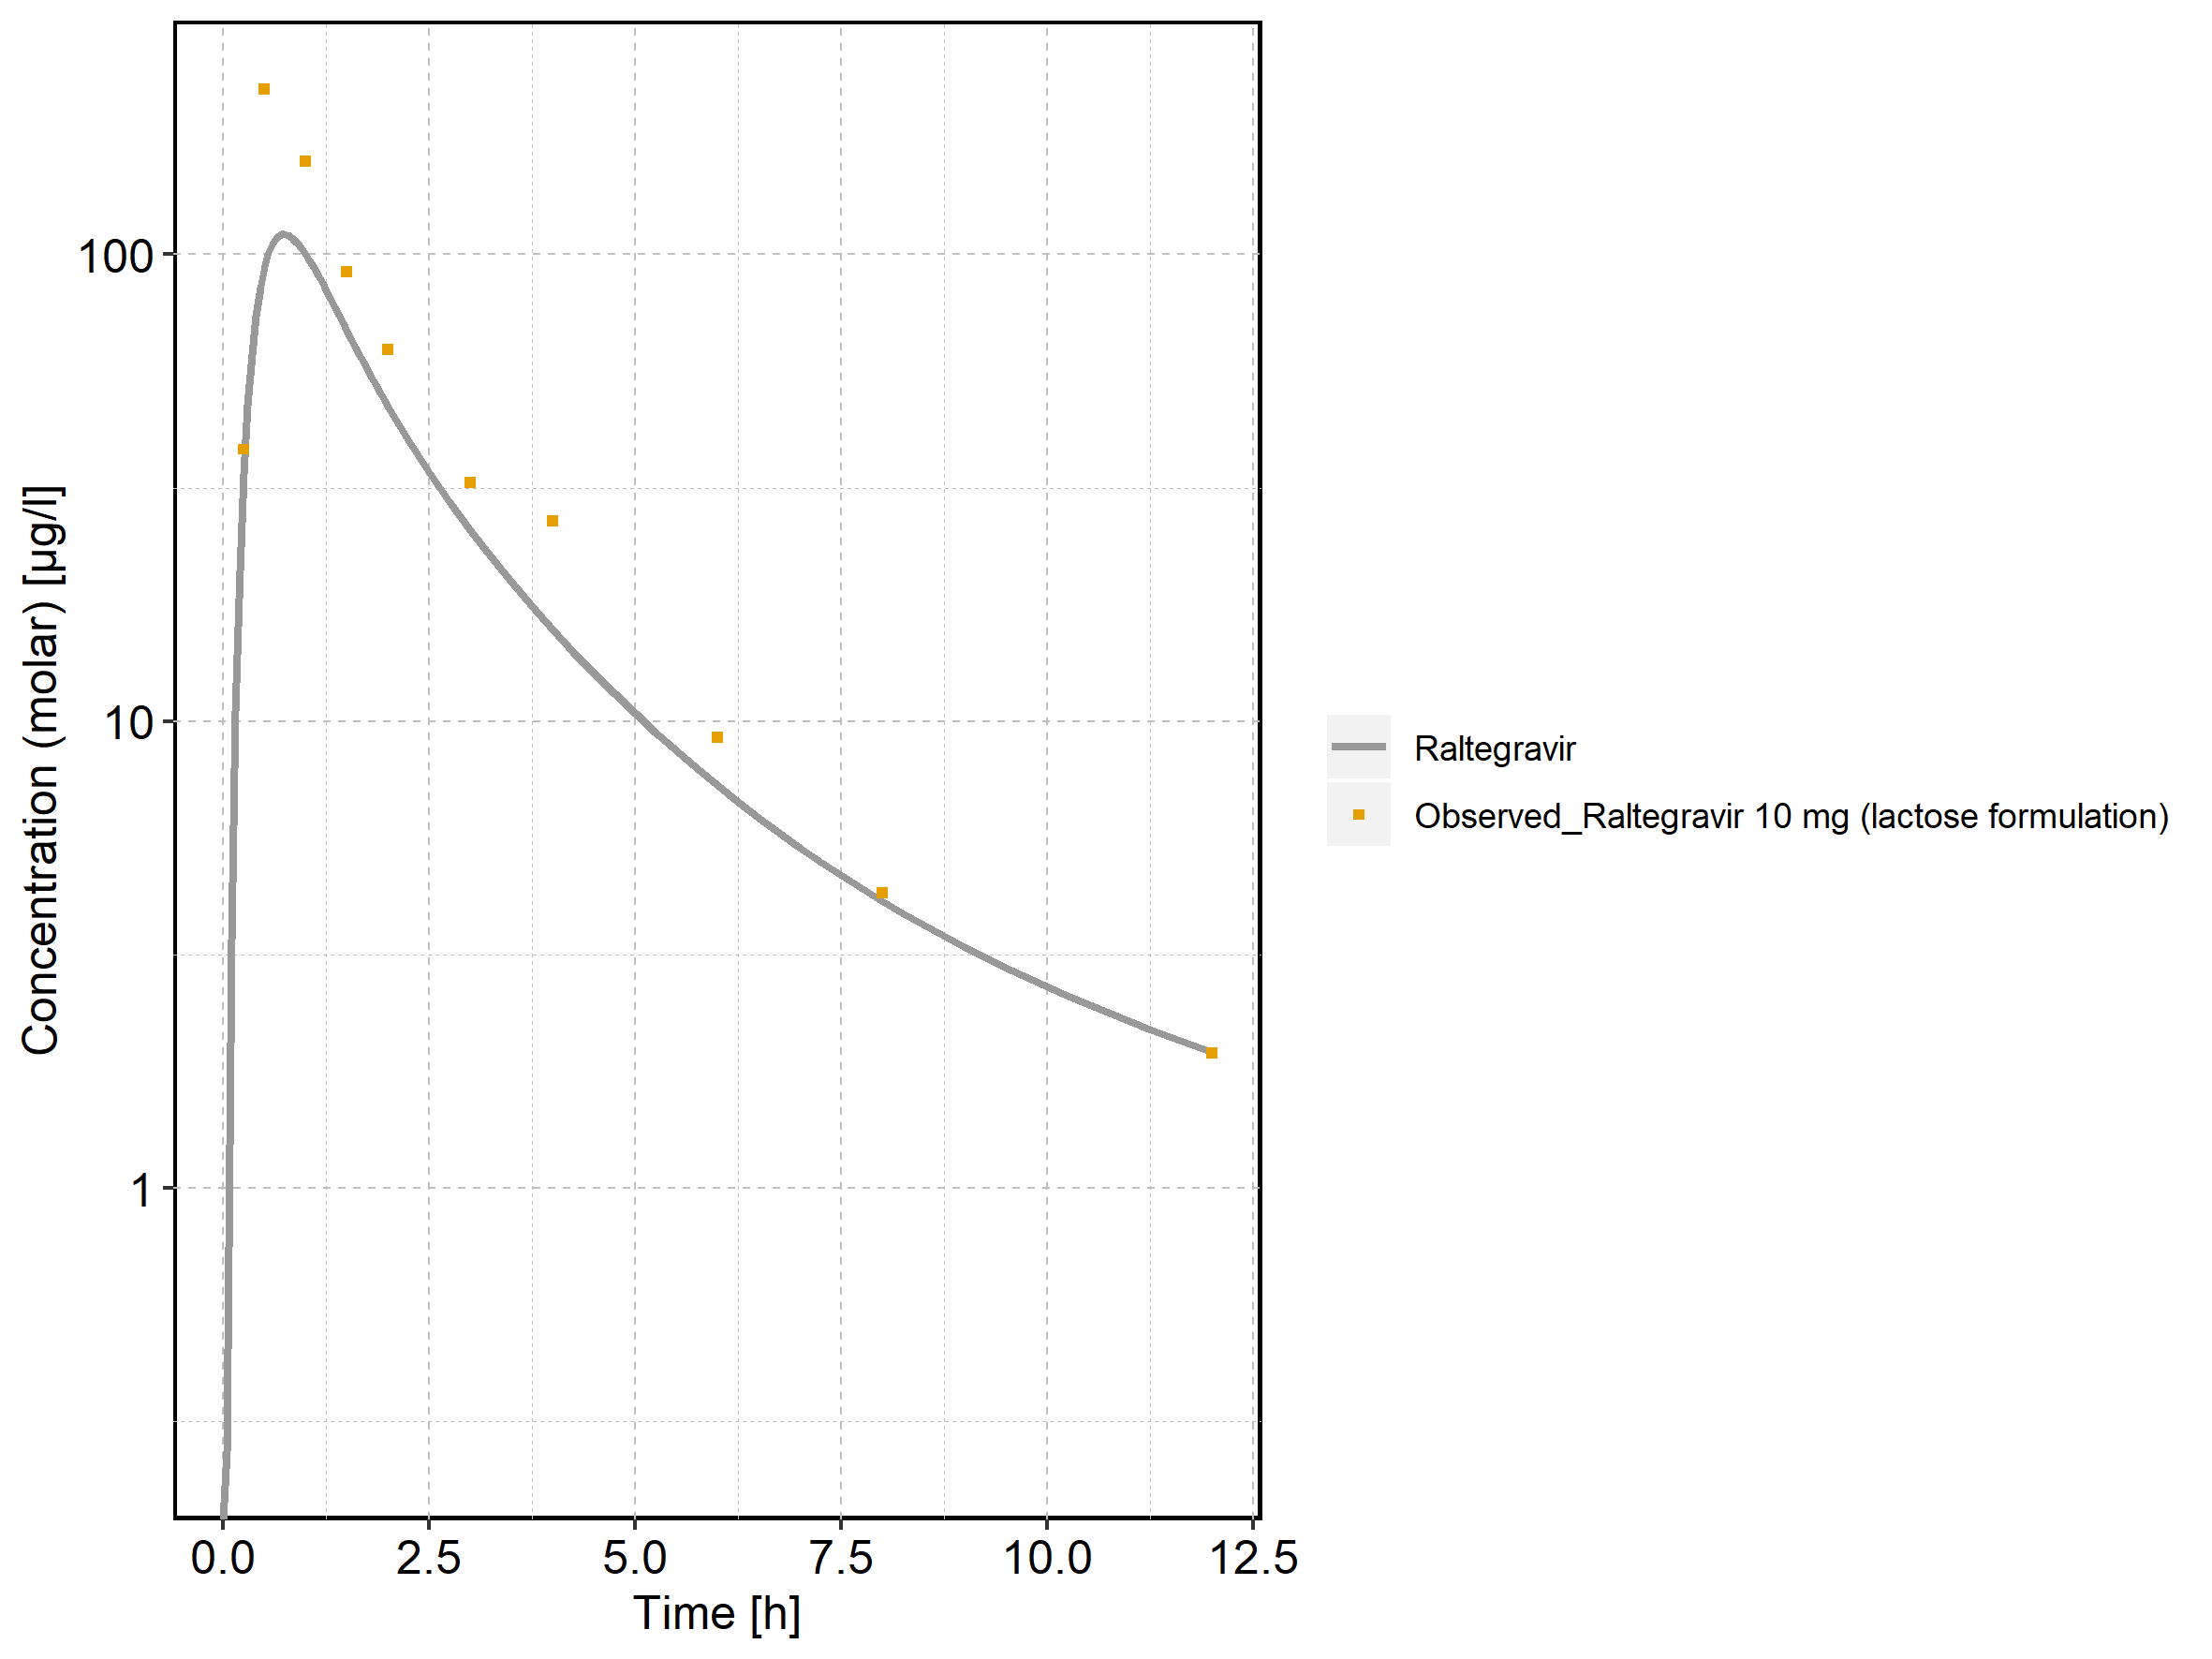 Concentration (molar) [µg/l]
100
10
1
0.0 2.5 5.0 7.5 10.0 12.5
Time [h]
Raltegravir
Observed_Raltegravir 10 mg (lactose formulation)